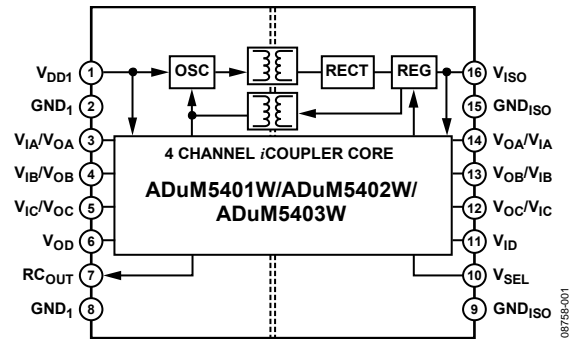 OSC
RECT
REG
V_DD1 1
16 V_ISO
GND_1 2
15 GND_ISO
V_IA/V_OA 3
14 V_OA/V_IA
4 CHANNEL iCOUPLER CORE
V_IB/V_OB 4
13 V_OB/V_IB
ADuM5401W/ADuM5402W/
ADuM5403W
V_IC/V_OC 5
12 V_OC/V_IC
V_OD 6
11 V_ID
RC_OUT 7
10 V_SEL
GND_1 8
9 GND_ISO
08758-001